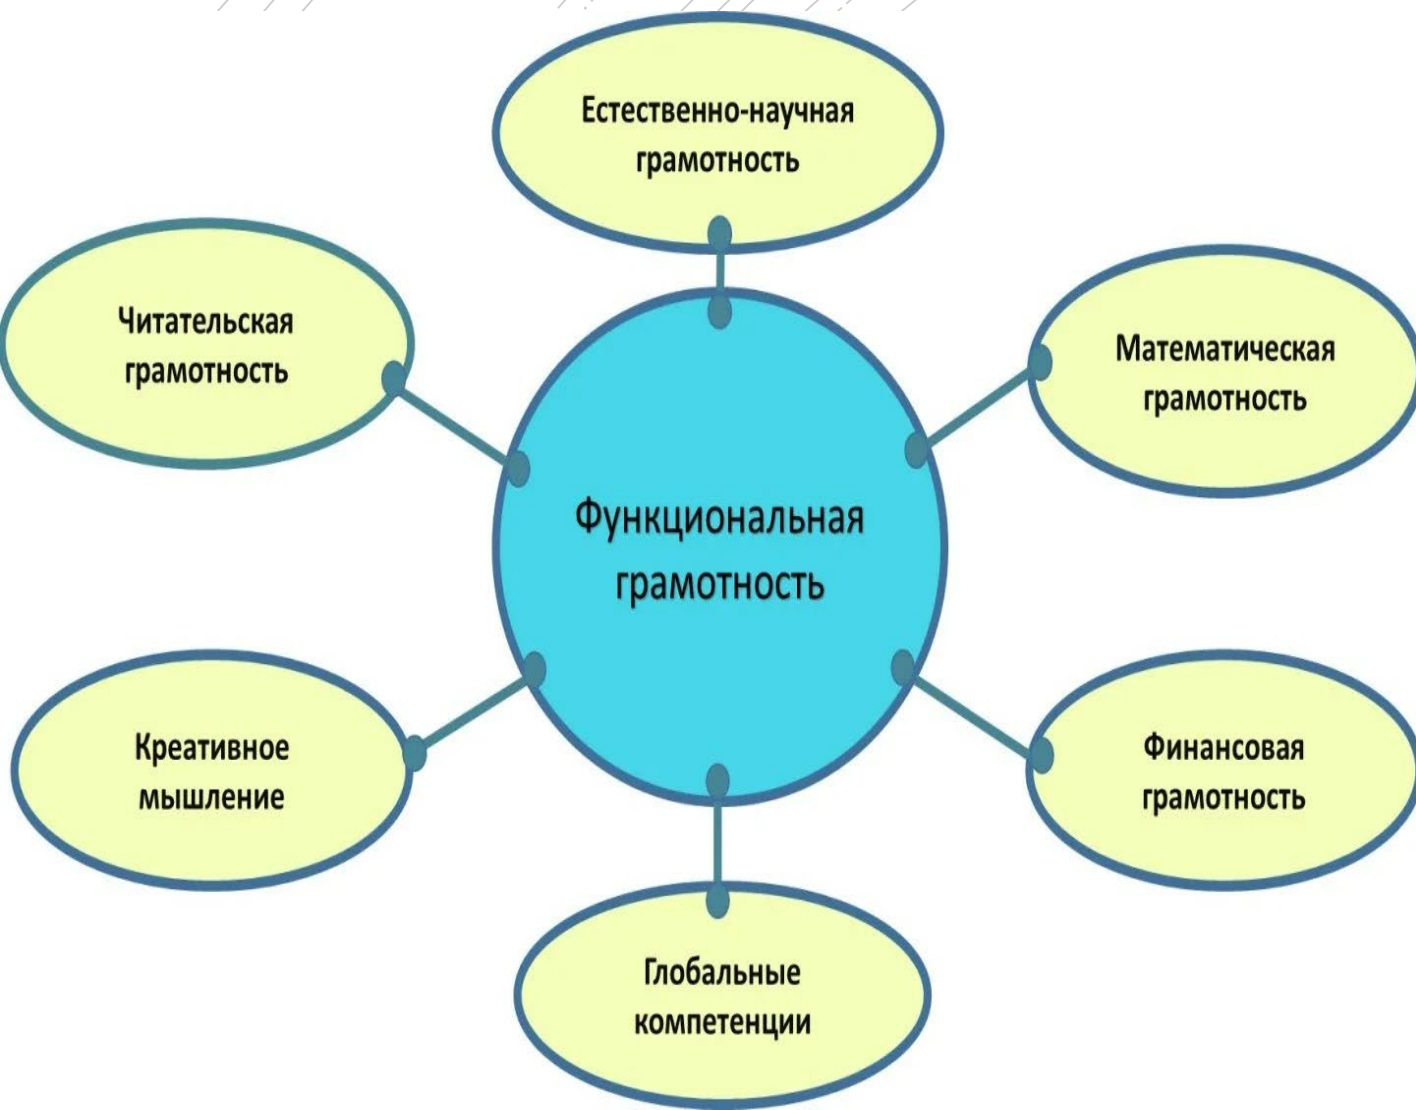 Естественно-научная
грамотность
Читательская
грамотность
Математическая
грамотность
Функциональная
грамотность
Креативное
мышление
Финансовая
грамотность
Глобальные
компетенции